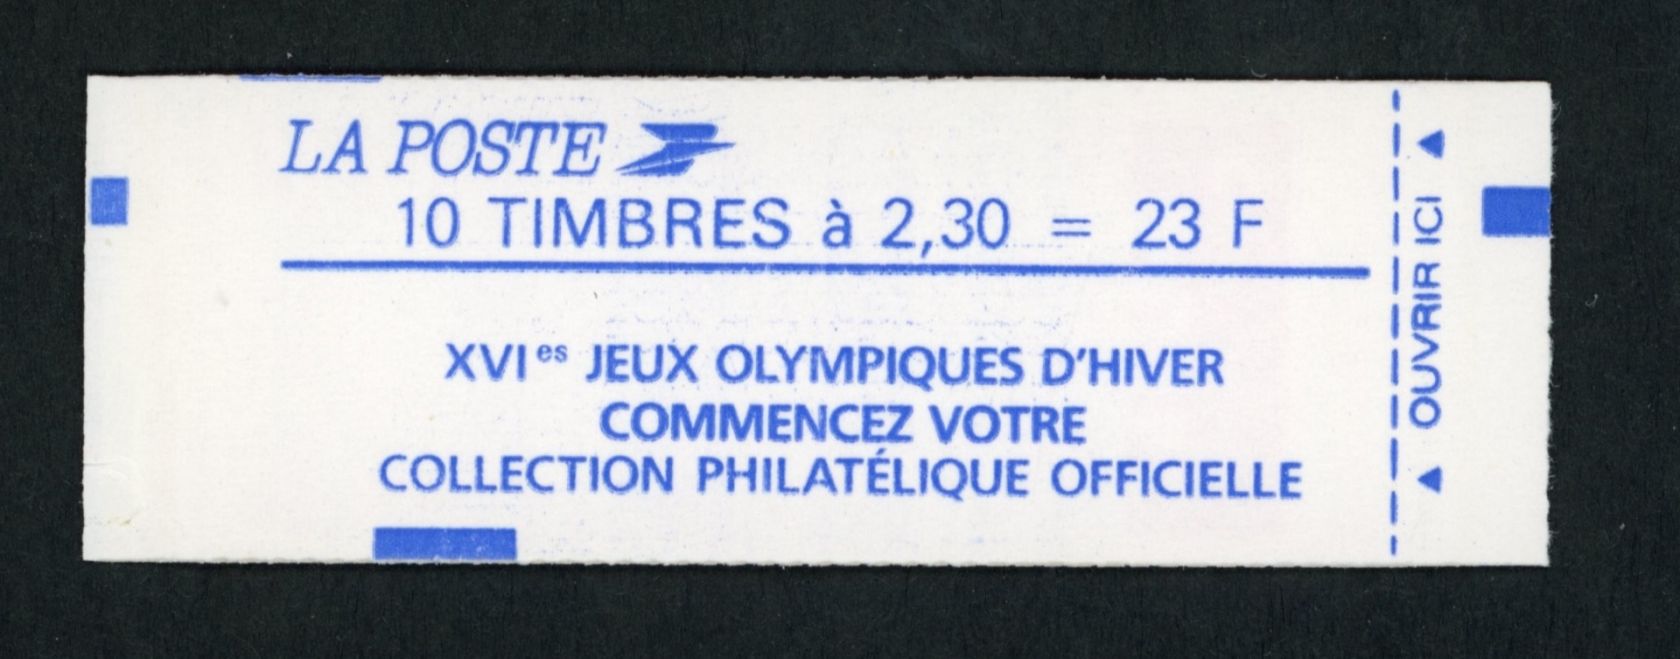 LA POSTE
10 TIMBRES à 2,30 = 23 F
XVIes JEUX OLYMPIQUES D'HIVER
COMMENCEZ VOTRE
COLLECTION PHILATÉLIQUE OFFICIELLE
OUVRIR ICI